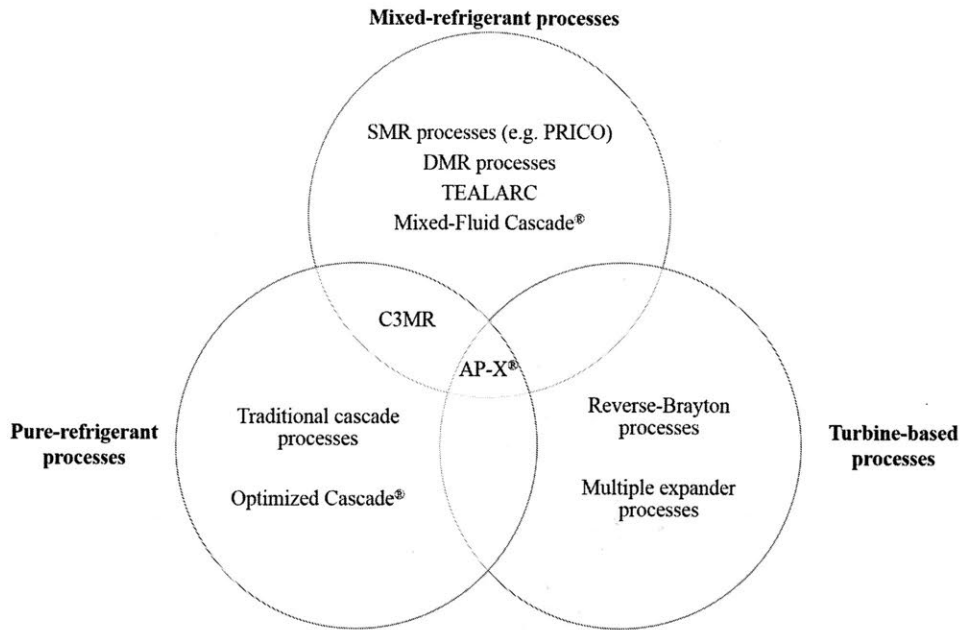 Mixed-refrigerant processes
SMR processes (e.g. PRICO)
DMR processes
TEALARC
Mixed-Fluid Cascade®
C3MR
AP-X®
Pure-refrigerant
processes
Traditional cascade
processes
Optimized Cascade®
Reverse-Brayton
processes
Multiple expander
processes
Turbine-based
processes